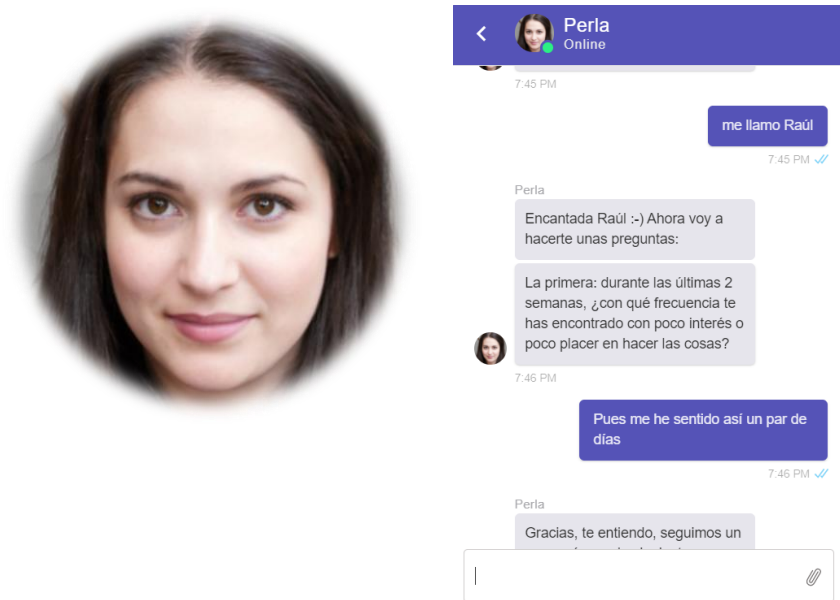 Perla
Online
7:45 PM
me llamo Raúl
7:45 PM
Perla
Encantada Raúl :-) Ahora voy a
hacerte unas preguntas:
La primera: durante las últimas 2
semanas, ¿con qué frecuencia te
has encontrado con poco interés o
poco placer en hacer las cosas?
7:46 PM
Pues me he sentido así un par de
días
7:46 PM
Perla
Gracias, te entiendo, seguimos un